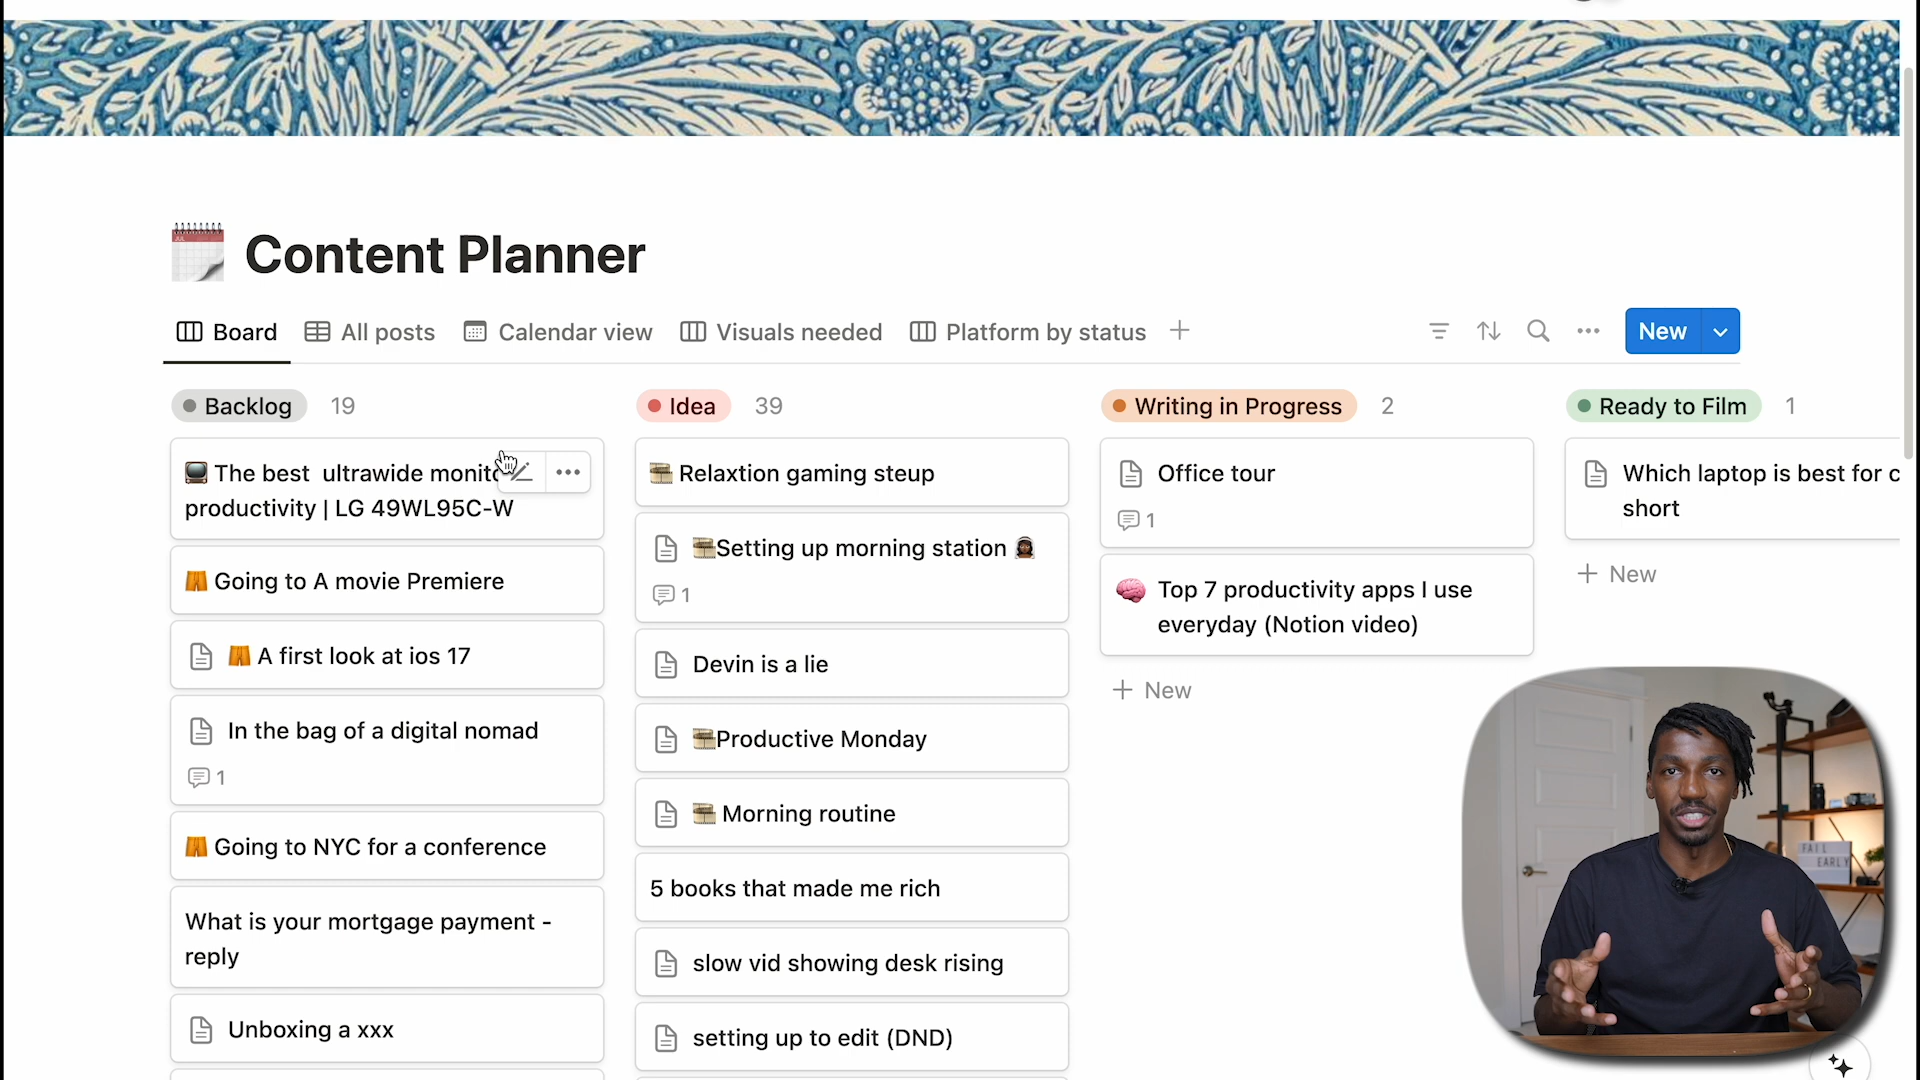 JUL
Content Planner
Board
All posts
Calendar view
Visuals needed
Platform by status
New
Backlog 19
The best  ultrawide monito
productivity | LG 49WL95C-W
Going to A movie Premiere
A first look at ios 17
In the bag of a digital nomad
1
Going to NYC for a conference
What is your mortgage payment -
reply
Unboxing a xxx
Idea 39
Relaxtion gaming steup
Setting up morning station
1
Devin is a lie
Productive Monday
Morning routine
5 books that made me rich
slow vid showing desk rising
setting up to edit (DND)
Writing in Progress 2
Office tour
1
Top 7 productivity apps I use
everyday (Notion video)
+ New
Ready to Film 1
Which laptop is best for c
short
+ New
FAIL
EARLY